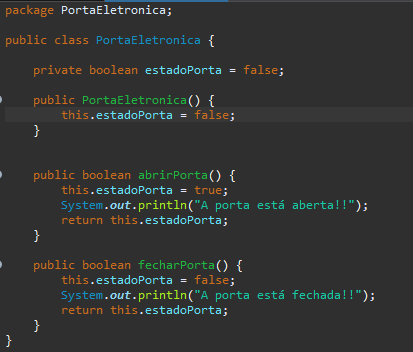 package PortaEletronica;
public class PortaEletronica {
private boolean estadoPorta = false;
public PortaEletronica() {
this.estadoPorta = false;
}
public boolean abrirPorta() {
this.estadoPorta = true;
System.out.println("A porta está aberta!!");
return this.estadoPorta;
}
public boolean fecharPorta() {
this.estadoPorta = false;
System.out.println("A porta está fechada!!");
return this.estadoPorta;
}
}